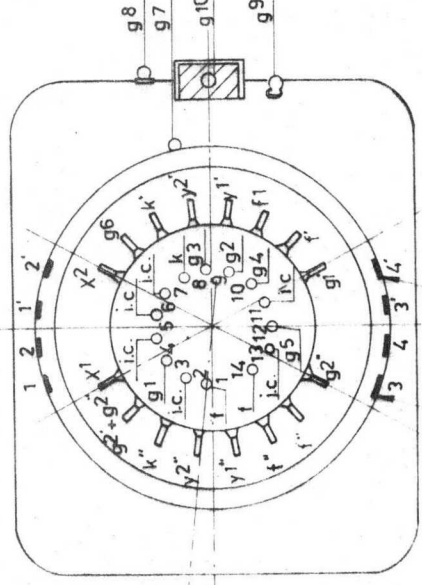 g8
g7
g10
g9
1 2 1' 2'
x1
x2
g6
k'
y2'
y1'
f1
f'
g1'
g2'÷g2"
k"
y2"
y1"
f"
f"
g2"
i.c.
i.c.
i.c.
k
g3
g2
g4
i.c
g5
i.c.
f
f
i.c.
g1
1
2
3
4
5
6
7
8
9
10
11
12
13
14
3 4 3' 4'